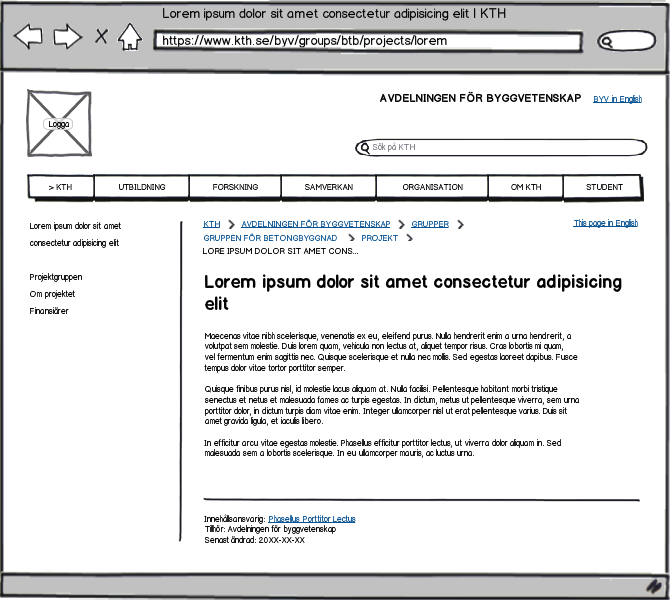 Lorem ipsum dolor sit amet consectetur adipisicing elit | KTH
https://www.kth.se/byv/groups/btb/projects/lorem
AVDELNINGEN FÖR BYGGVETENSKAP BYV in English
Logga
Sök på KTH
> KTH UTBILDNING FORSKNING SAMVERKAN ORGANISATION OM KTH STUDENT
Lorem ipsum dolor sit amet
consectetur adipisicing elit
Projektgruppen
Om projektet
Finansiärer
KTH > AVDELNINGEN FÖR BYGGVETENSKAP > GRUPPER >
GRUPPEN FÖR BETONGBYGGNAD > PROJEKT >
LORE IPSUM DOLOR SIT AMET CONS...
This page in English
Lorem ipsum dolor sit amet consectetur adipisicing
elit
Maecenas vitae nibh scelerisque, venenatis ex eu, eleifend purus. Nulla hendrerit enim a urna hendrerit, a
volutpat sem molestie. Duis lorem quam, vehicula non lectus at, aliquet tempor risus. Cras lobortis mi quam,
vel fermentum enim sagittis nec. Quisque scelerisque et nulla nec mollis. Sed egestas laoreet dapibus. Fusce
tempus dolor vitae tortor porttitor semper.
Quisque finibus purus nisl, id molestie lacus aliquam at. Nulla facilisi. Pellentesque habitant morbi tristique
senectus et netus et malesuada fames ac turpis egestas. In dictum, metus ut pellentesque viverra, sem urna
porttitor dolor, in dictum turpis diam vitae enim. Integer ullamcorper nisl ut erat pellentesque varius. Duis sit
amet gravida ligula, et iaculis libero.
In efficitur arcu vitae egestas molestie. Phasellus efficitur porttitor lectus, ut viverra dolor aliquam in. Sed
malesuada sem a lobortis scelerisque. In eu ullamcorper mauris, ac luctus urna.
Innehållsansvarig: Phasellus Porttitor Lectus
Tillhör: Avdelningen för byggvetenskap
Senast ändrad: 20XX-XX-XX